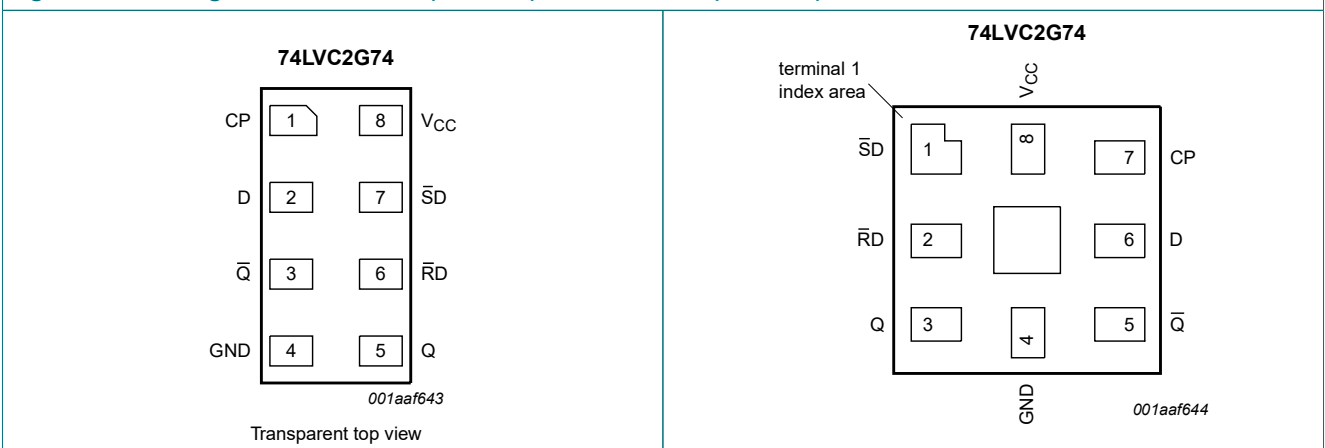 74LVC2G74
CP 1 8 VCC
D 2 7 S̅D
Q̅ 3 6 R̅D
GND 4 5 Q
001aaf643
Transparent top view
74LVC2G74
terminal 1
index area
VCC
S̅D 1 8 7 CP
R̅D 2 6 D
Q 3 4 5 Q̅
GND
001aaf644